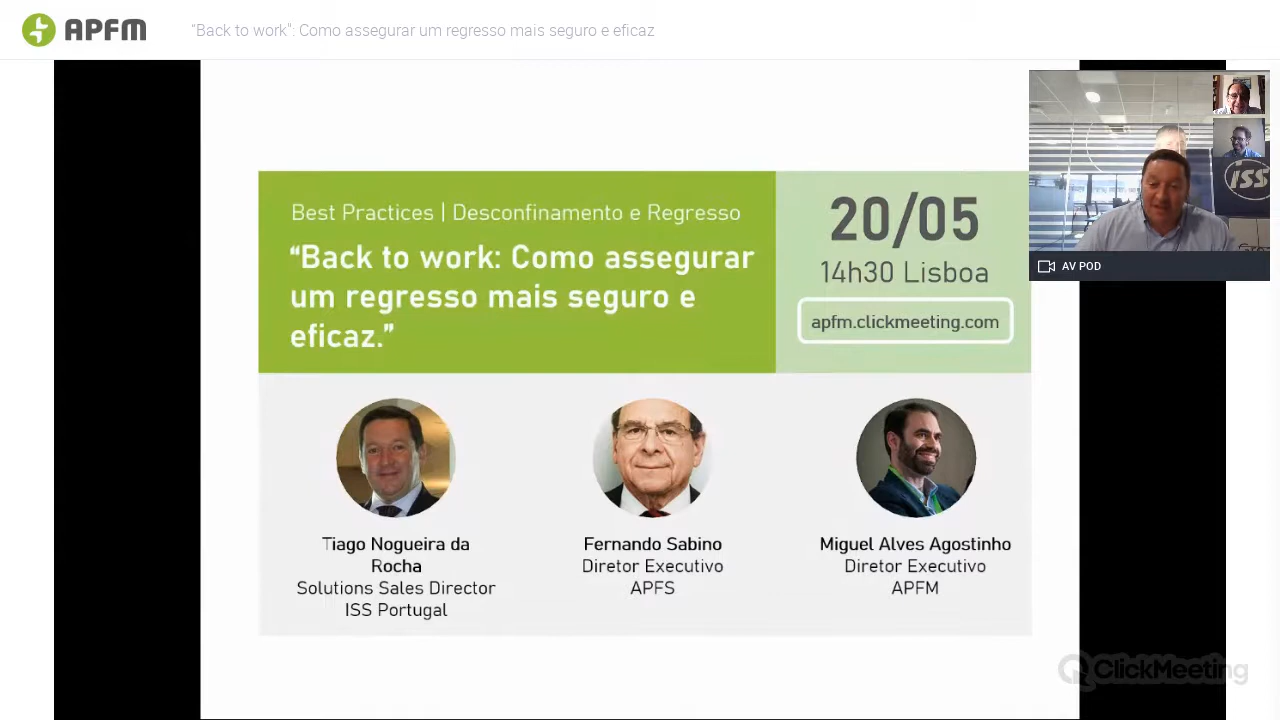 APFM
"Back to work": Como assegurar um regresso mais seguro e eficaz
Best Practices | Desconfinamento e Regresso
“Back to work: Como assegurar
um regresso mais seguro e
eficaz.”
20/05
14h30 Lisboa
apfm.clickmeeting.com
ISS
AV POD
Tiago Nogueira da
Rocha
Solutions Sales Director
ISS Portugal
Fernando Sabino
Diretor Executivo
APFS
Miguel Alves Agostinho
Diretor Executivo
APFM
ClickMeeting